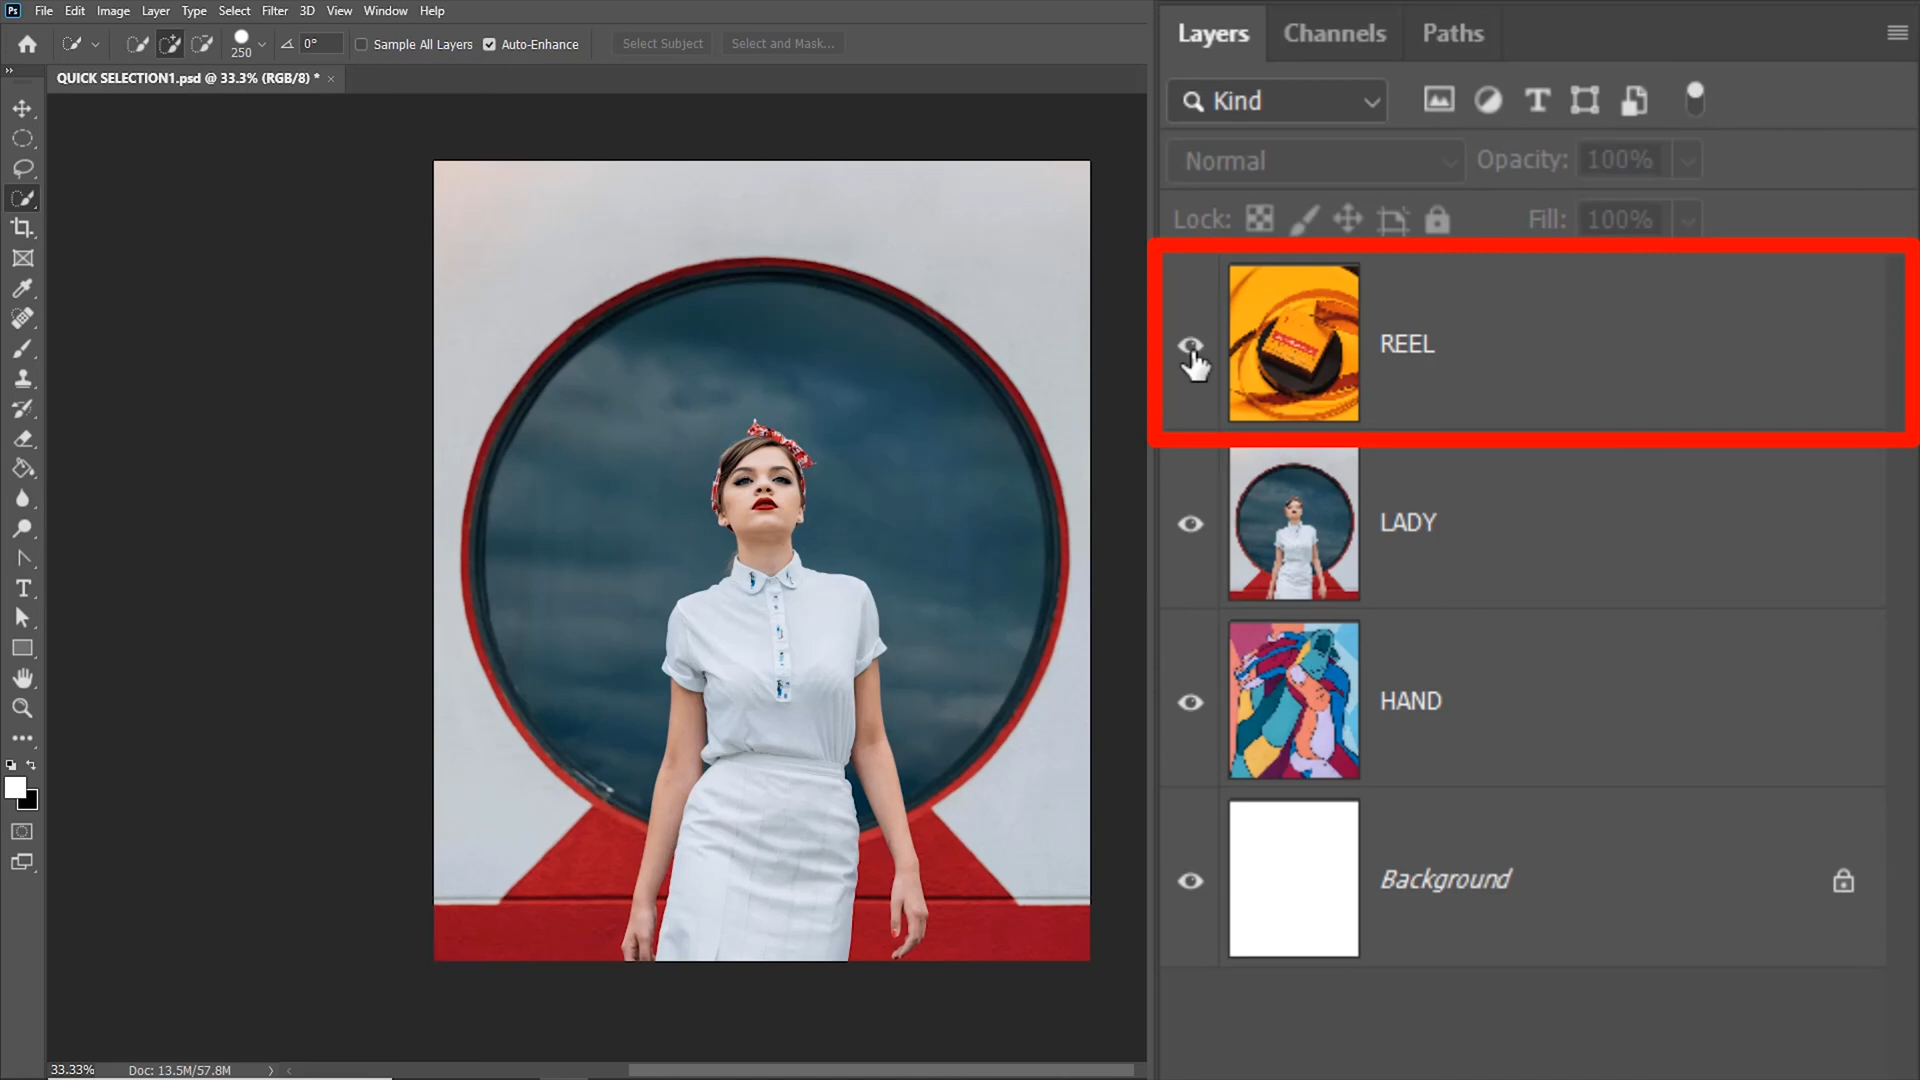 Ps File Edit Image Layer Type Select Filter 3D View Window Help
250 0° Sample All Layers Auto-Enhance Select Subject Select and Mask...
QUICK SELECTION1.psd @ 33.3% (RGB/8) * ×
Layers Channels Paths
Kind
Normal Opacity: 100%
Lock: Fill: 100%
REEL
LADY
HAND
Background
33.33% Doc: 13.5M/57.8M